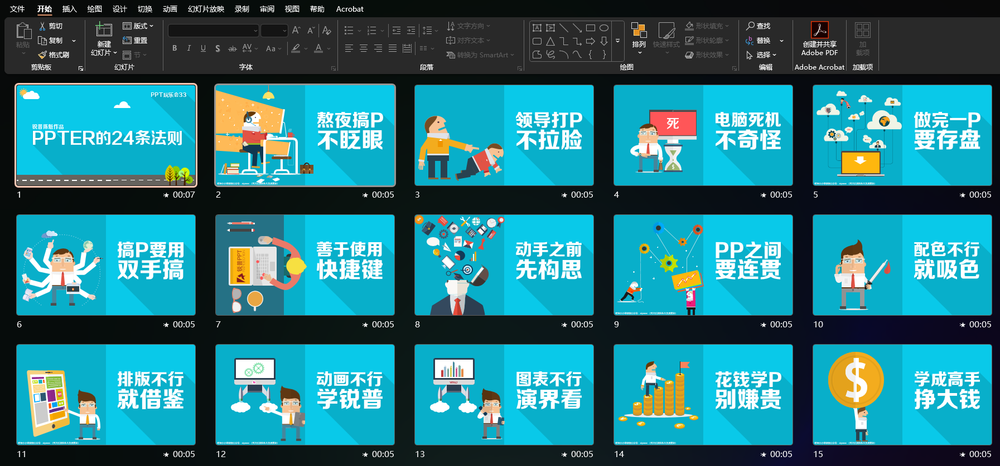 文件 开始 插入 绘图 设计 切换 动画 幻灯片放映 录制 审阅 视图 帮助 Acrobat
粘贴
剪切
复制
格式刷
剪贴板
新建
幻灯片
版式
重置
节
幻灯片
B I U S ab AV Aa A
字体
文字方向
对齐文本
转换为 SmartArt
段落
排列
快速样式
形状填充
形状轮廓
形状效果
绘图
查找
替换
选择
编辑
创建并共享
Adobe PDF
Adobe Acrobat
加
载项
加载项
PPT玩乐会33
锐普陈魁作品
PPTER的24条法则
1 00:07
熬夜搞P
不眨眼
2 00:05
领导打P
不拉脸
3 00:05
死
电脑死机
不奇怪
4 00:05
做完一P
要存盘
5 00:05
搞P要用
双手搞
6 00:05
锐普PPT
善于使用
快捷键
7 00:05
动手之前
先构思
8 00:05
PP之间
要连贯
9 00:05
配色不行
就吸色
10 00:05
排版不行
就借鉴
11 00:05
动画不行
学锐普
12 00:05
图表不行
演界看
13 00:05
花钱学P
别嫌贵
14 00:05
学成高手
挣大钱
15 00:05